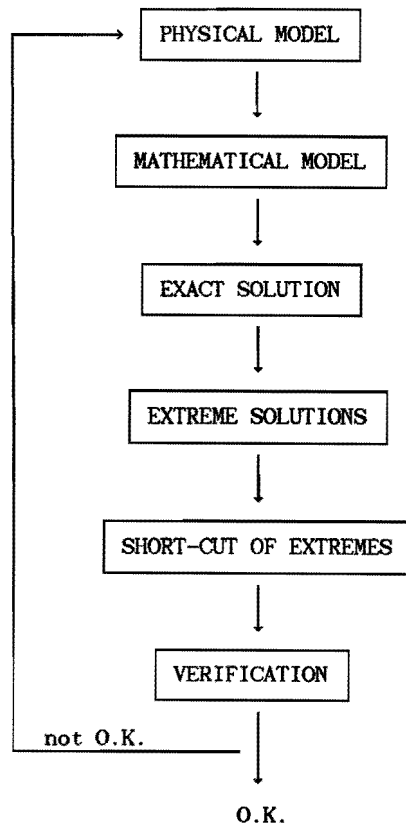 PHYSICAL MODEL
MATHEMATICAL MODEL
EXACT SOLUTION
EXTREME SOLUTIONS
SHORT-CUT OF EXTREMES
VERIFICATION
not O.K.
O.K.